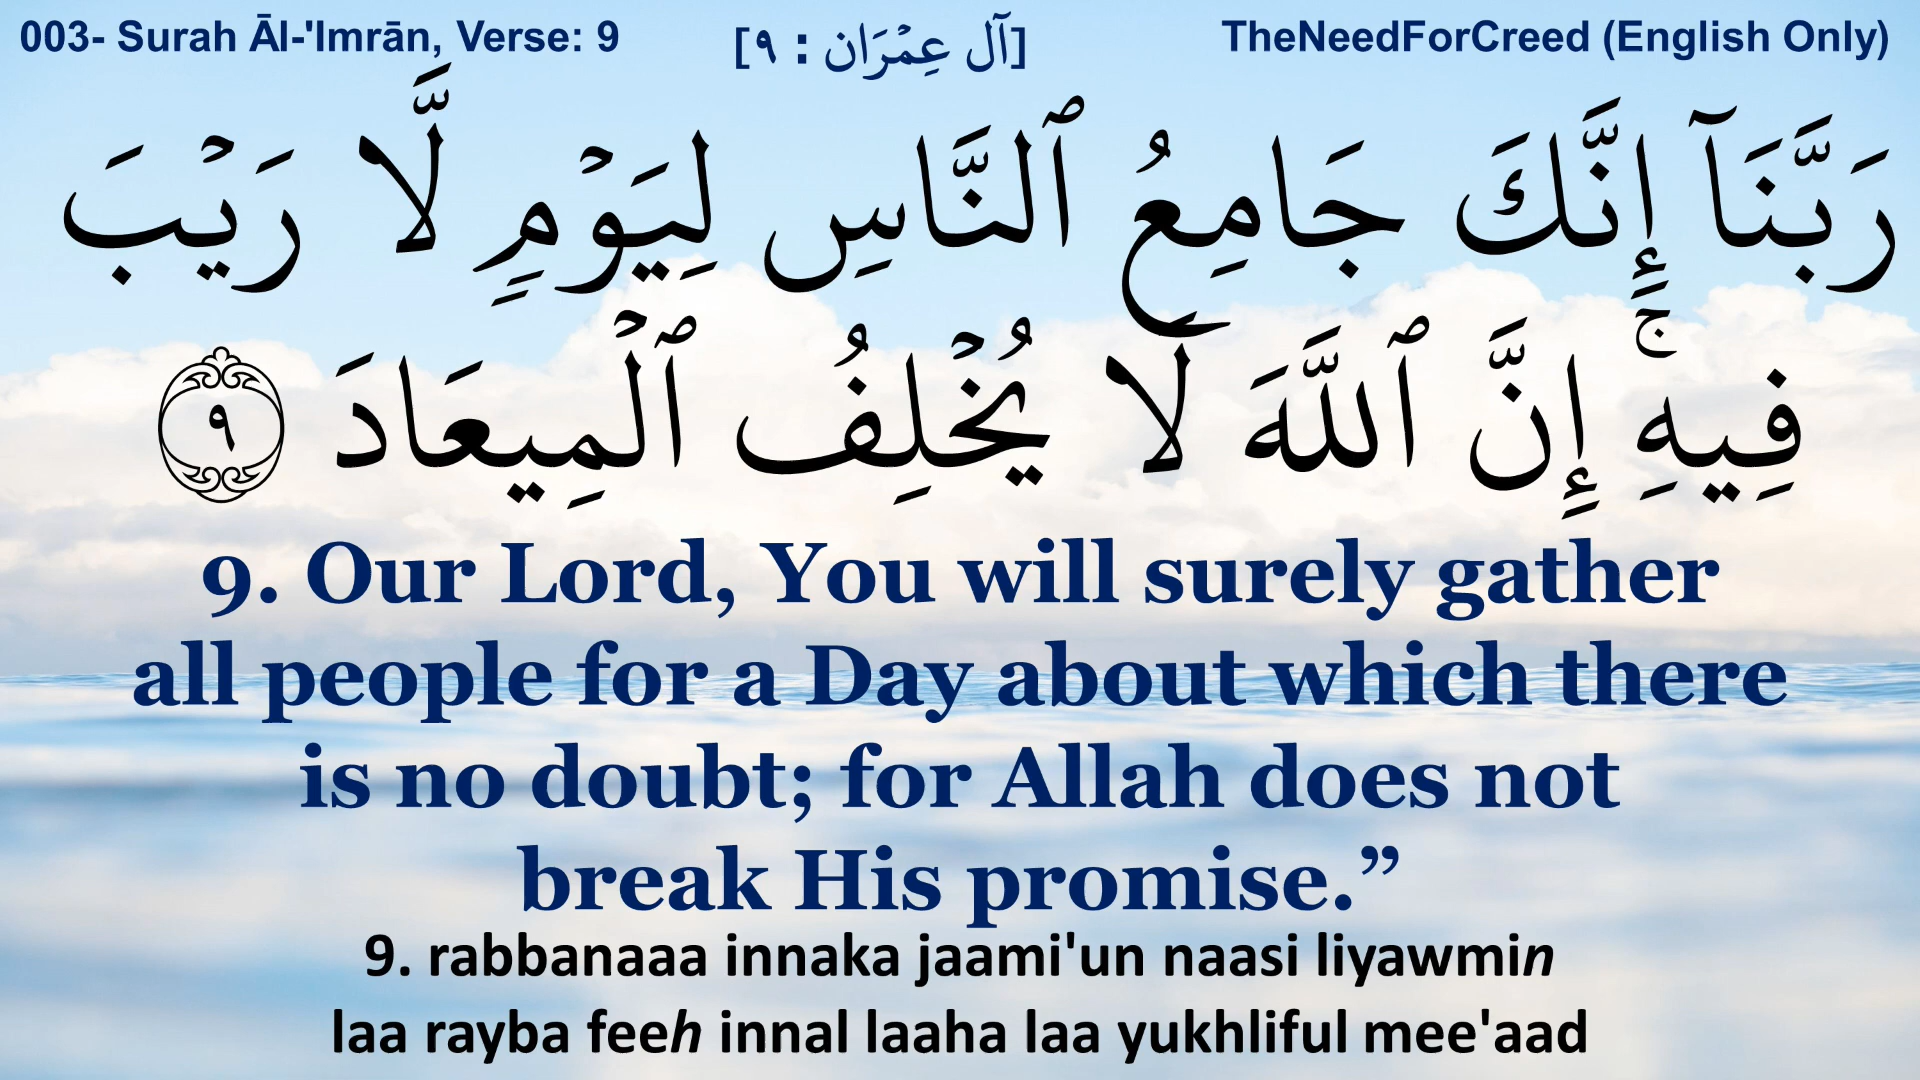 003- Surah Āl-'Imrān, Verse: 9
[آل عِمۡرَان : ٩]
TheNeedForCreed (English Only)
رَبَّنَآ إِنَّكَ جَامِعُ ٱلنَّاسِ لِيَوۡمٖ لَّا رَيۡبَ
فِيهِۚ إِنَّ ٱللَّهَ لَا يُخۡلِفُ ٱلۡمِيعَادَ ٩
9. Our Lord, You will surely gather
all people for a Day about which there
is no doubt; for Allah does not
break His promise.”
9. rabbanaaa innaka jaami'un naasi liyawmin
laa rayba feeh innal laaha laa yukhliful mee'aad